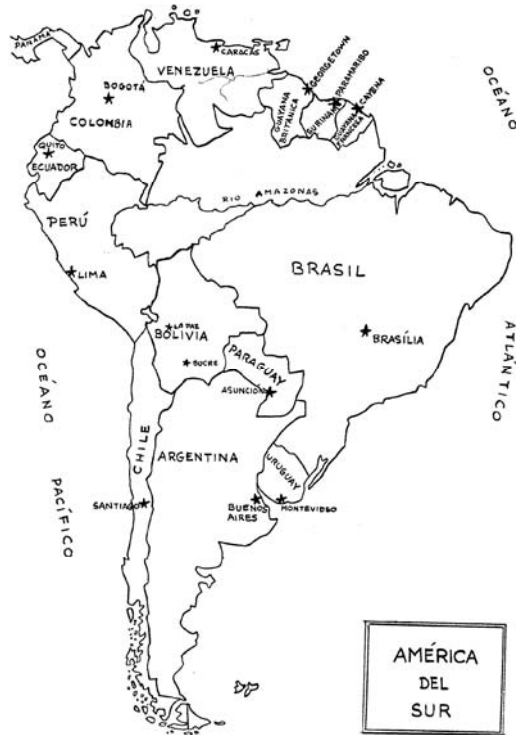 PANAMA
CARACAS
VENEZUELA
BOGOTÁ
COLOMBIA
GEORGETOWN
PARAMARIBO
CAYENA
GUAYANA
BRITÁNICA
SURINAM
GUAYANA
FRANCESA
OCÉANO
ATLÁNTICO
QUITO
ECUADOR
RIO AMAZONAS
PERÚ
LIMA
BRASIL
BRASÍLIA
LA PAZ
BOLIVIA
SUCRE
PARAGUAY
ASUNCIÓN
OCÉANO
PACÍFICO
CHILE
ARGENTINA
URUGUAY
SANTIAGO
BUENOS
AIRES
MONTEVIDEO
AMÉRICA
DEL
SUR